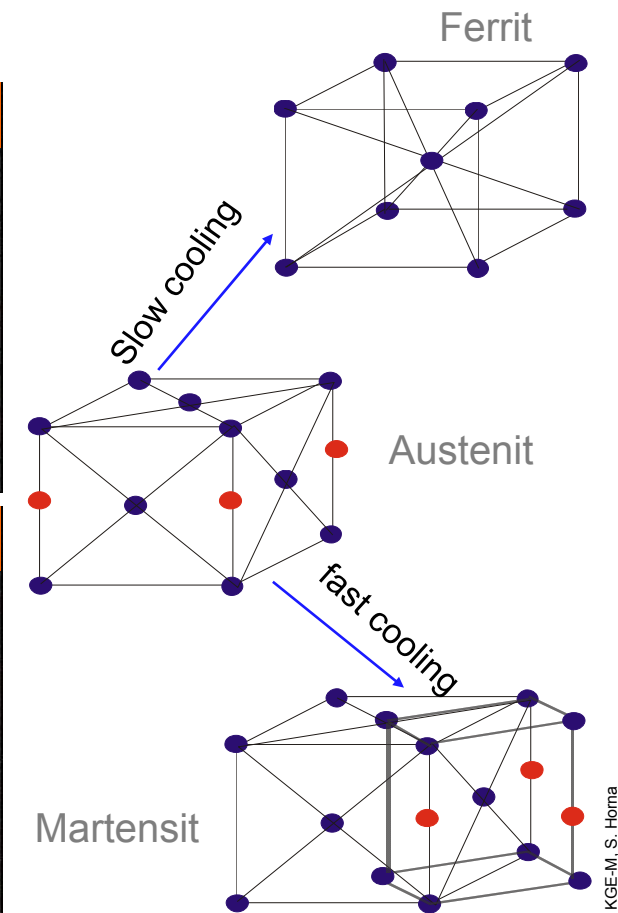 Ferrit
Slow cooling
Austenit
fast cooling
Martensit
KGE-M, S. Horna